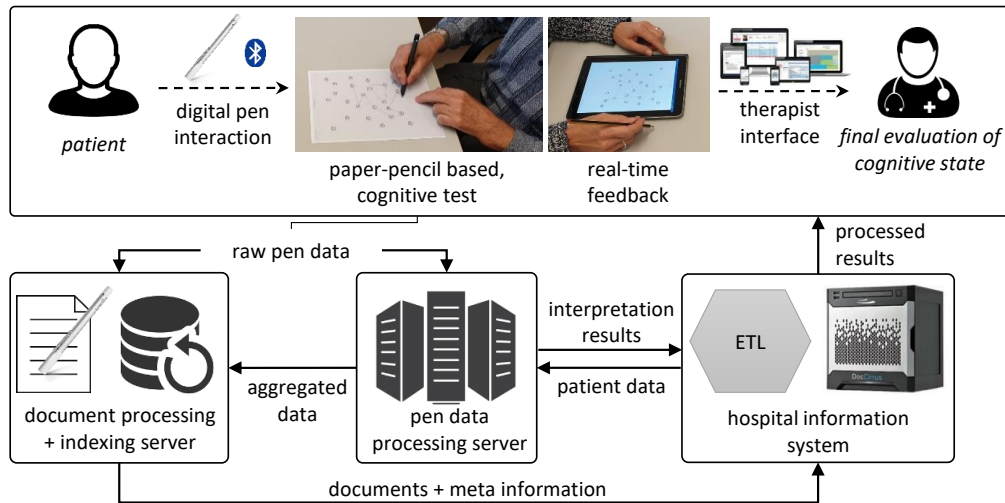 patient
digital pen
interaction
paper-pencil based,
cognitive test
real-time
feedback
therapist
interface
final evaluation of
cognitive state
raw pen data
processed
results
document processing
+ indexing server
aggregated
data
pen data
processing server
interpretation
results
patient data
ETL
DocCirrus
hospital information
system
documents + meta information